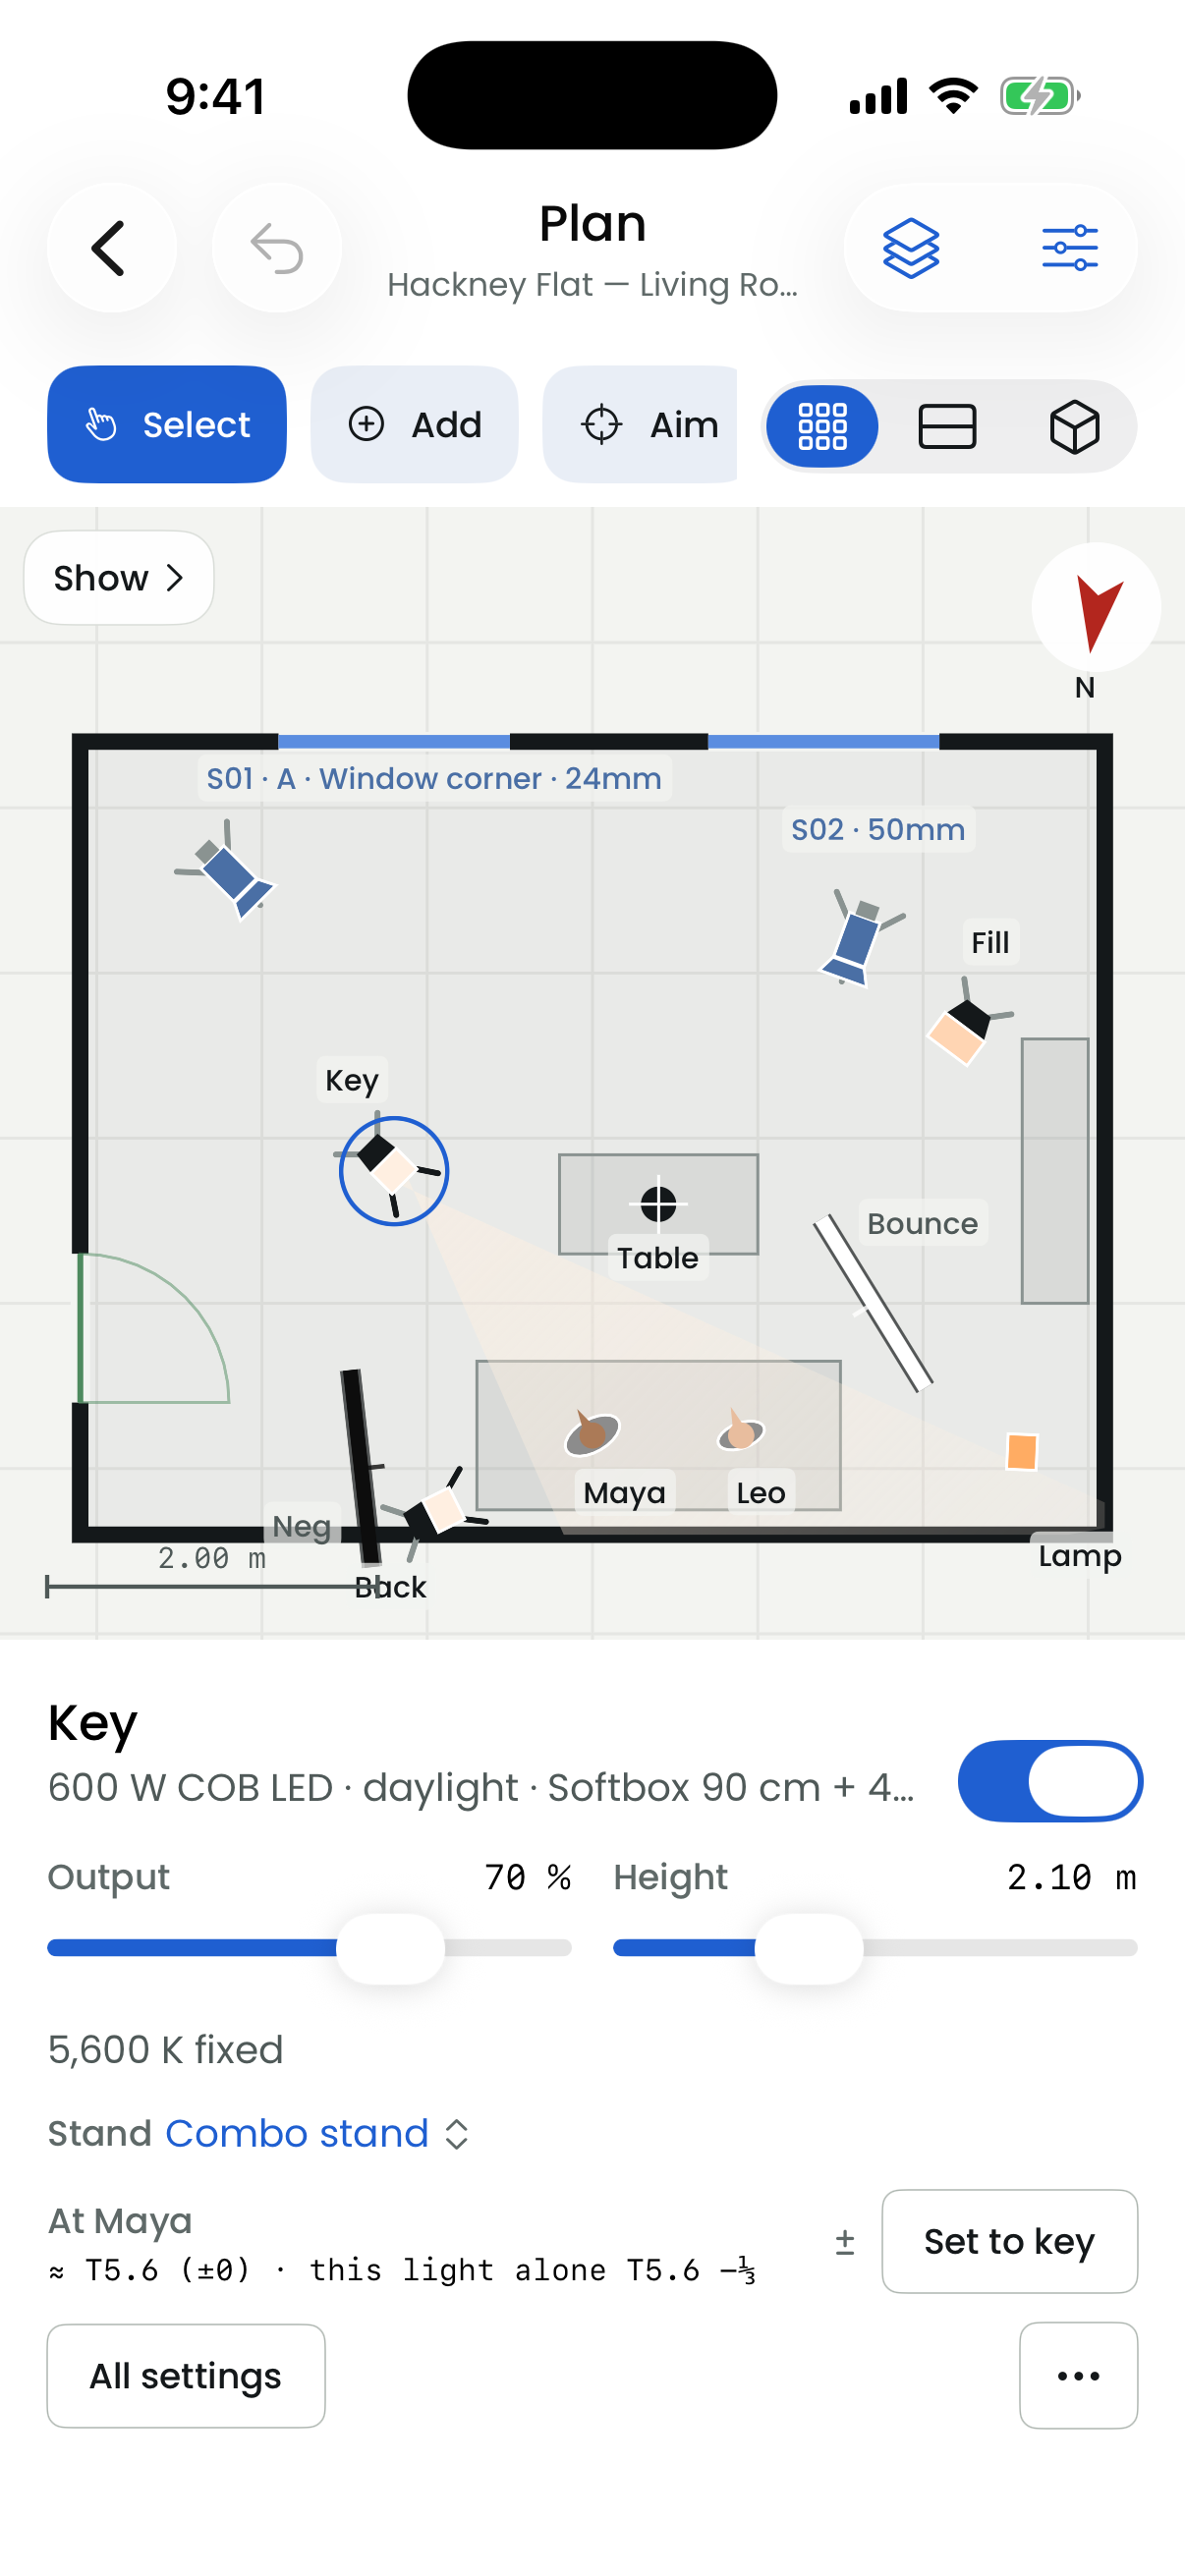 9:41
Plan
Hackney Flat — Living Ro...
Select
Add
Aim
Show
N
S01 · A · Window corner · 24mm
S02 · 50mm
Fill
Key
Bounce
Table
Maya
Leo
Neg
2.00 m
Lamp
Back
Key
600 W COB LED · daylight · Softbox 90 cm + 4...
Output 70 % Height 2.10 m
5,600 K fixed
Stand Combo stand
At Maya
≈ T5.6 (±0) · this light alone T5.6 −⅓
± Set to key
All settings